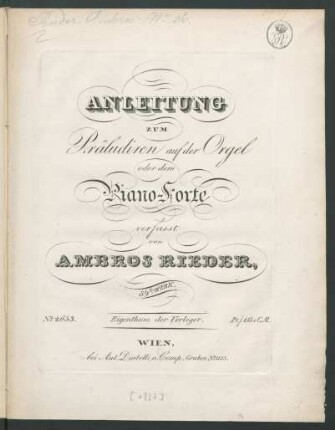 ANLEITUNG
ZUM
Präludiren auf der Orgel
oder dem
Piano-Forte
verfasst
von
AMBROS RIEDER,
Eigenthum der Verleger.
WIEN,
bei Ant. Diabelli u. Comp. Graben No. 1133.